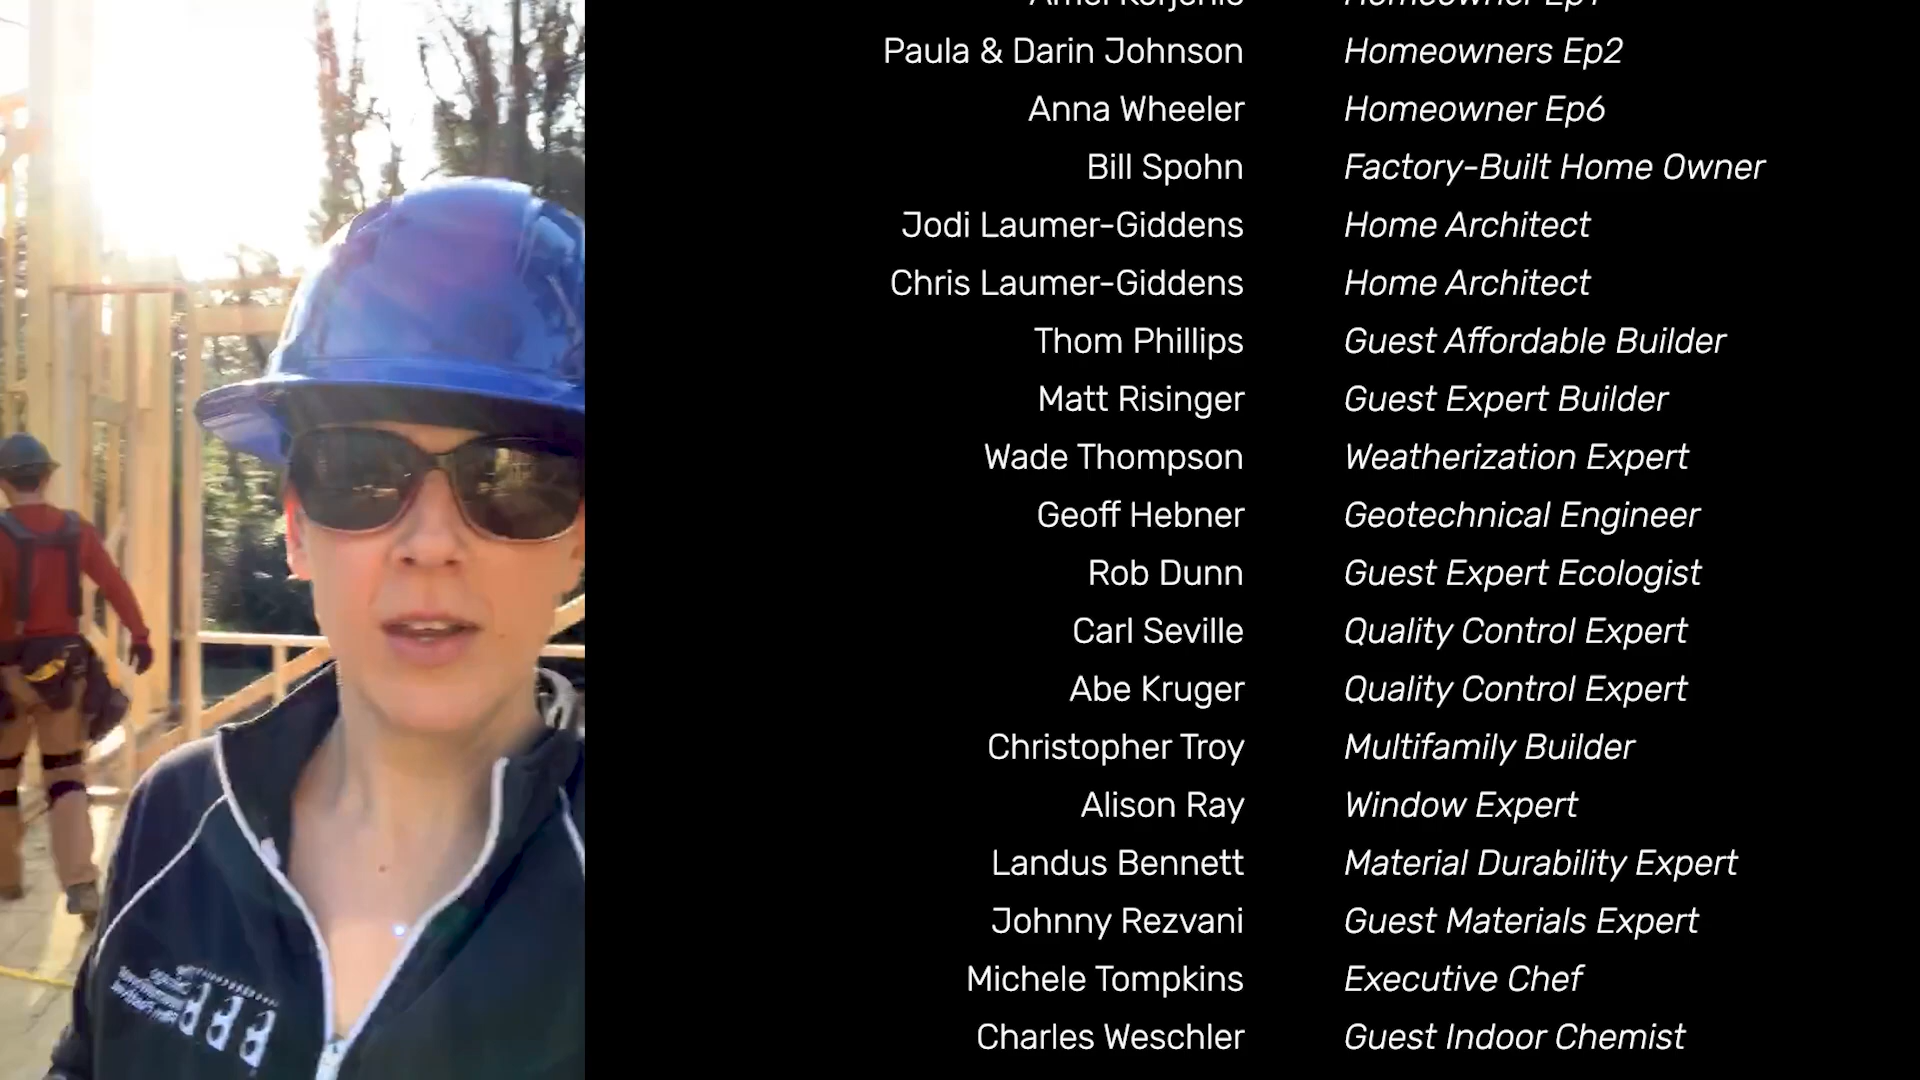 Paula & Darin Johnson Homeowners Ep2
Anna Wheeler Homeowner Ep6
Bill Spohn Factory-Built Home Owner
Jodi Laumer-Giddens Home Architect
Chris Laumer-Giddens Home Architect
Thom Phillips Guest Affordable Builder
Matt Risinger Guest Expert Builder
Wade Thompson Weatherization Expert
Geoff Hebner Geotechnical Engineer
Rob Dunn Guest Expert Ecologist
Carl Seville Quality Control Expert
Abe Kruger Quality Control Expert
Christopher Troy Multifamily Builder
Alison Ray Window Expert
Landus Bennett Material Durability Expert
Johnny Rezvani Guest Materials Expert
Michele Tompkins Executive Chef
Charles Weschler Guest Indoor Chemist